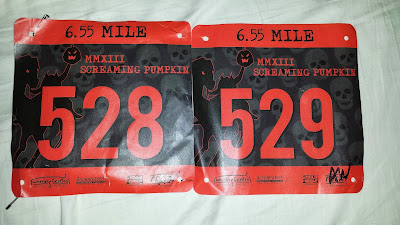 6.55 MILE
MMXIII
SCREAMING PUMPKIN
528
6.55 MILE
MMXIII
SCREAMING PUMPKIN
529